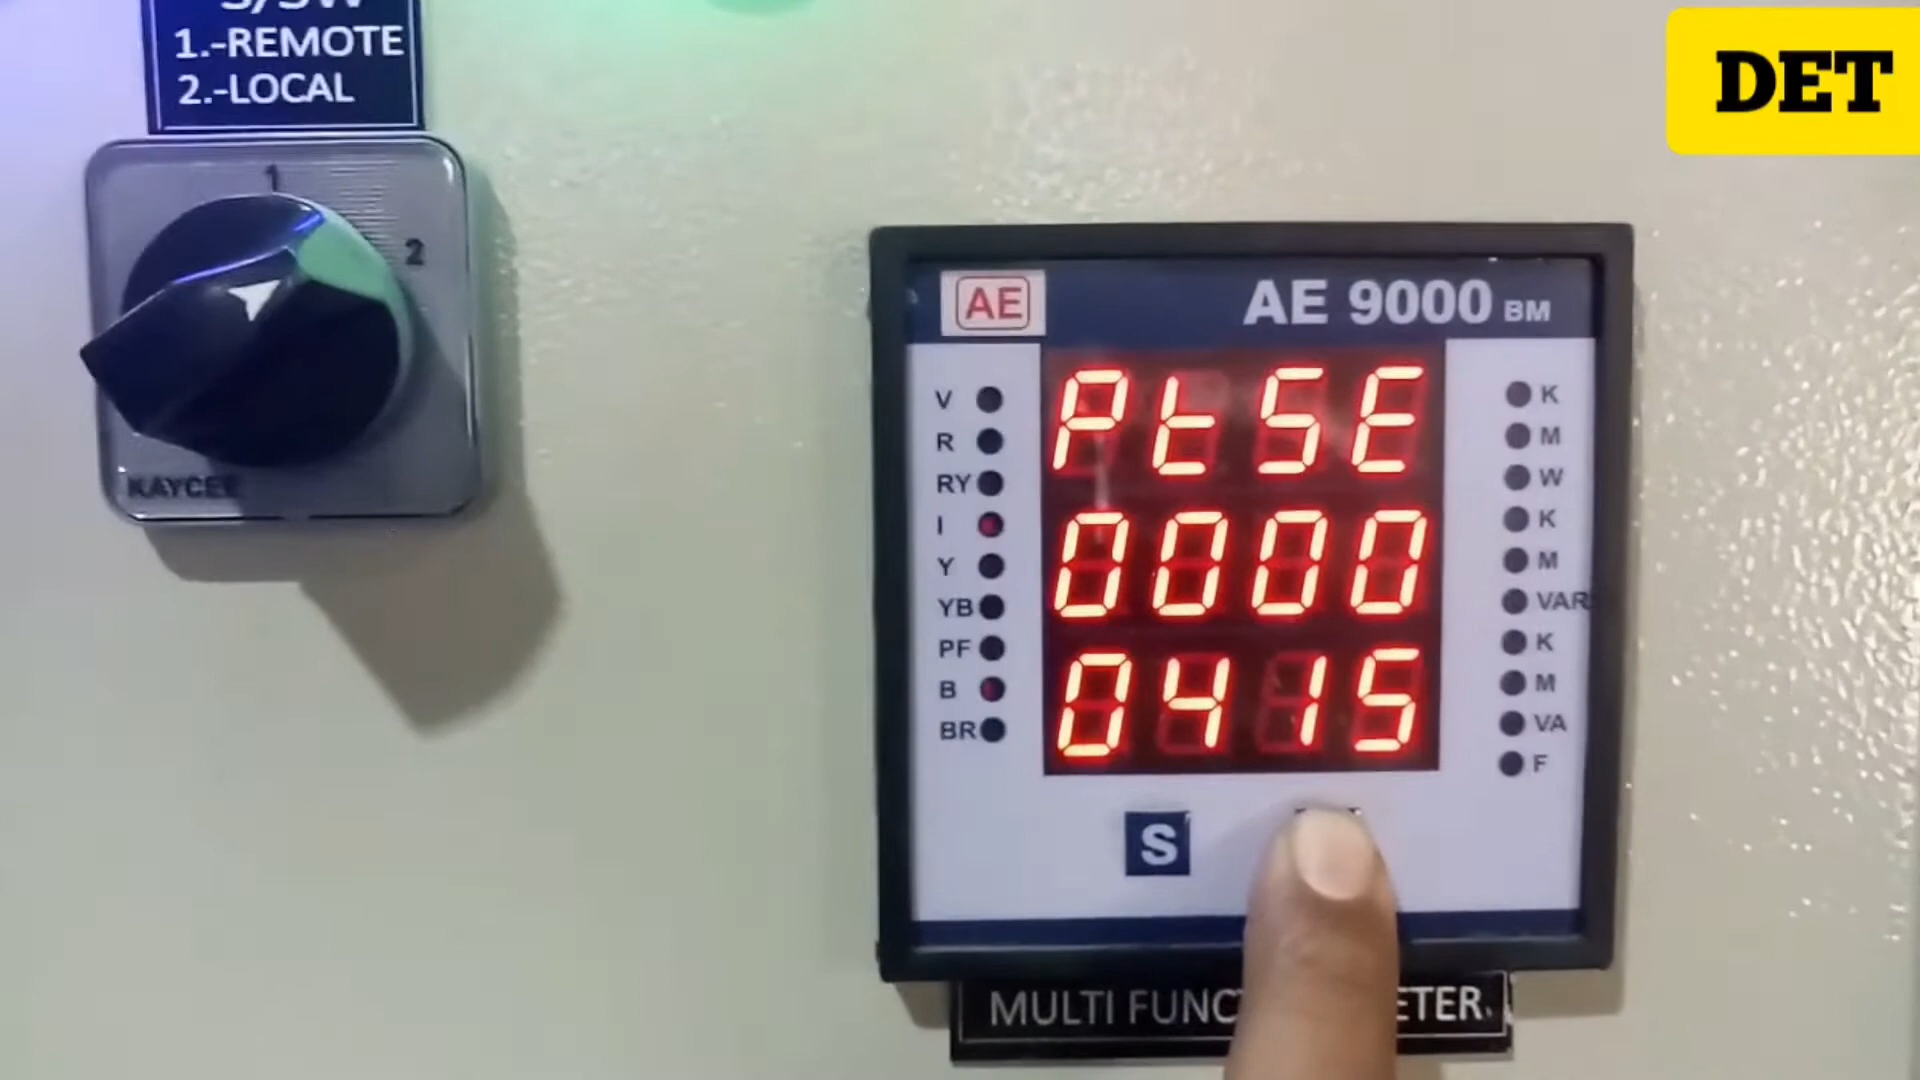 S/SW
1.-REMOTE
2.-LOCAL
DET
1
2
KAYCEE
AE
AE 9000 BM
V
R
RY
I
Y
YB
PF
B
BR
PtSE
0000
0415
K
M
W
K
M
VAR
K
M
VA
F
S
MULTI FUNC ETER